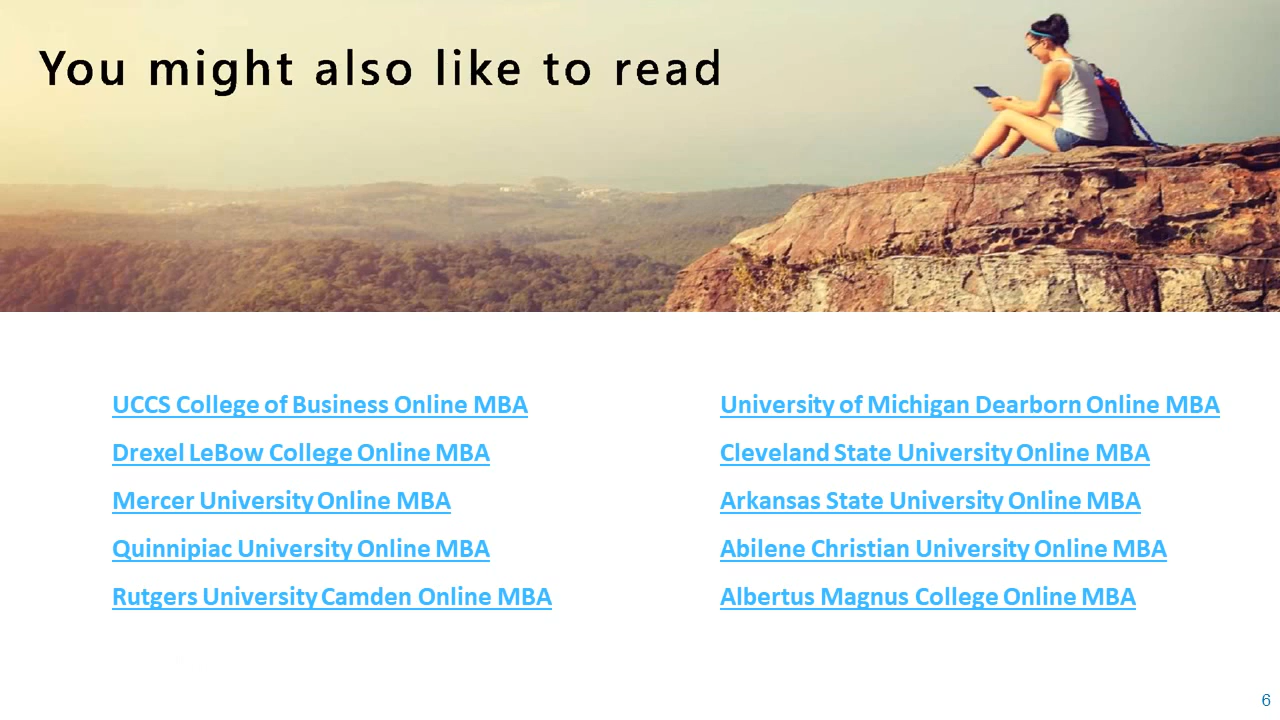 You might also like to read
UCCS College of Business Online MBA
Drexel LeBow College Online MBA
Mercer University Online MBA
Quinnipiac University Online MBA
Rutgers University Camden Online MBA
University of Michigan Dearborn Online MBA
Cleveland State University Online MBA
Arkansas State University Online MBA
Abilene Christian University Online MBA
Albertus Magnus College Online MBA
6